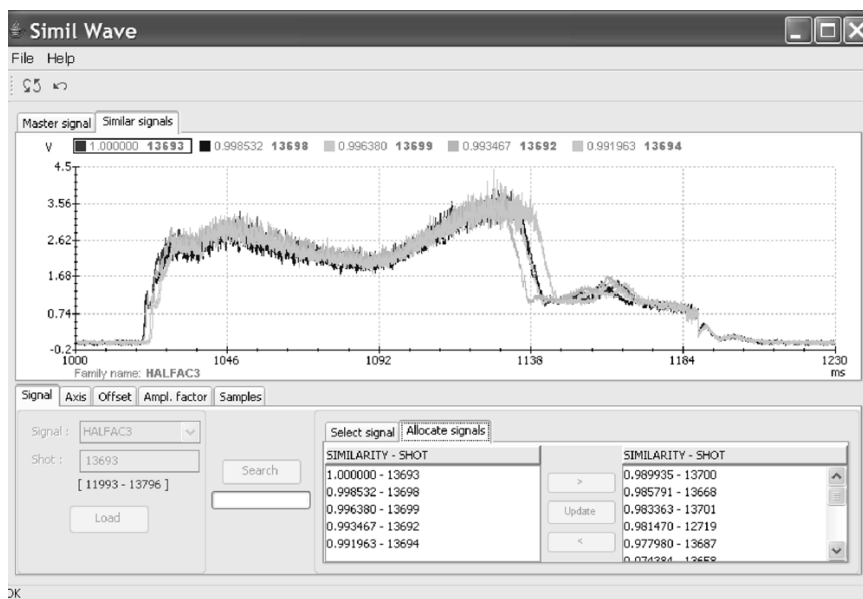 Simil Wave
File Help
Master signal Similar signals
V 1.000000 13693 0.998532 13698 0.996380 13699 0.993467 13692 0.991963 13694
4.5
3.56
2.62
1.68
0.74
-0.2
1000 1046 1092 1138 1184 1230
Family name: HALFAC3 ms
Signal Axis Offset Ampl. factor Samples
Signal : HALFAC3
Shot : 13693
[ 11993 - 13796 ]
Load
Search
Select signal Allocate signals
SIMILARITY - SHOT
1.000000 - 13693
0.998532 - 13698
0.996380 - 13699
0.993467 - 13692
0.991963 - 13694
>
Update
<
SIMILARITY - SHOT
0.989935 - 13700
0.985791 - 13668
0.983363 - 13701
0.981470 - 12719
0.977980 - 13687
0.974384 - 13658
OK